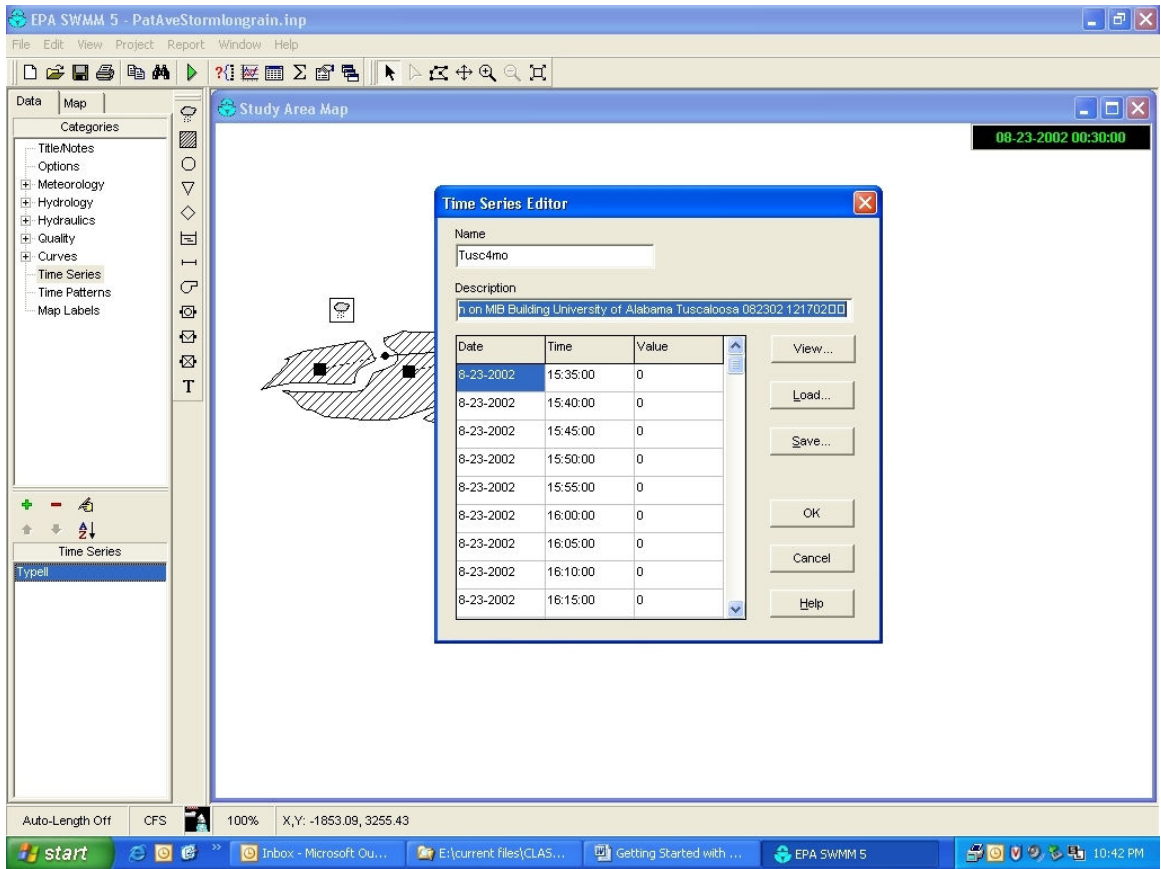 EPA SWMM 5 - PatAveStormlongrain.inp
File Edit View Project Report Window Help
Data Map
Categories
Title/Notes
Options
Meteorology
Hydrology
Hydraulics
Quality
Curves
Time Series
Time Patterns
Map Labels
T
Time Series
TypeII
Study Area Map
08-23-2002 00:30:00
Time Series Editor
Name
Tusc4mo
Description
n on MIB Building University of Alabama Tuscaloosa 082302 121702
Date Time Value
8-23-2002 15:35:00 0
8-23-2002 15:40:00 0
8-23-2002 15:45:00 0
8-23-2002 15:50:00 0
8-23-2002 15:55:00 0
8-23-2002 16:00:00 0
8-23-2002 16:05:00 0
8-23-2002 16:10:00 0
8-23-2002 16:15:00 0
View...
Load...
Save...
OK
Cancel
Help
Auto-Length Off CFS 100% X,Y: -1853.09, 3255.43
start Inbox - Microsoft Ou... E:\current files\CLAS... Getting Started with ... EPA SWMM 5 10:42 PM